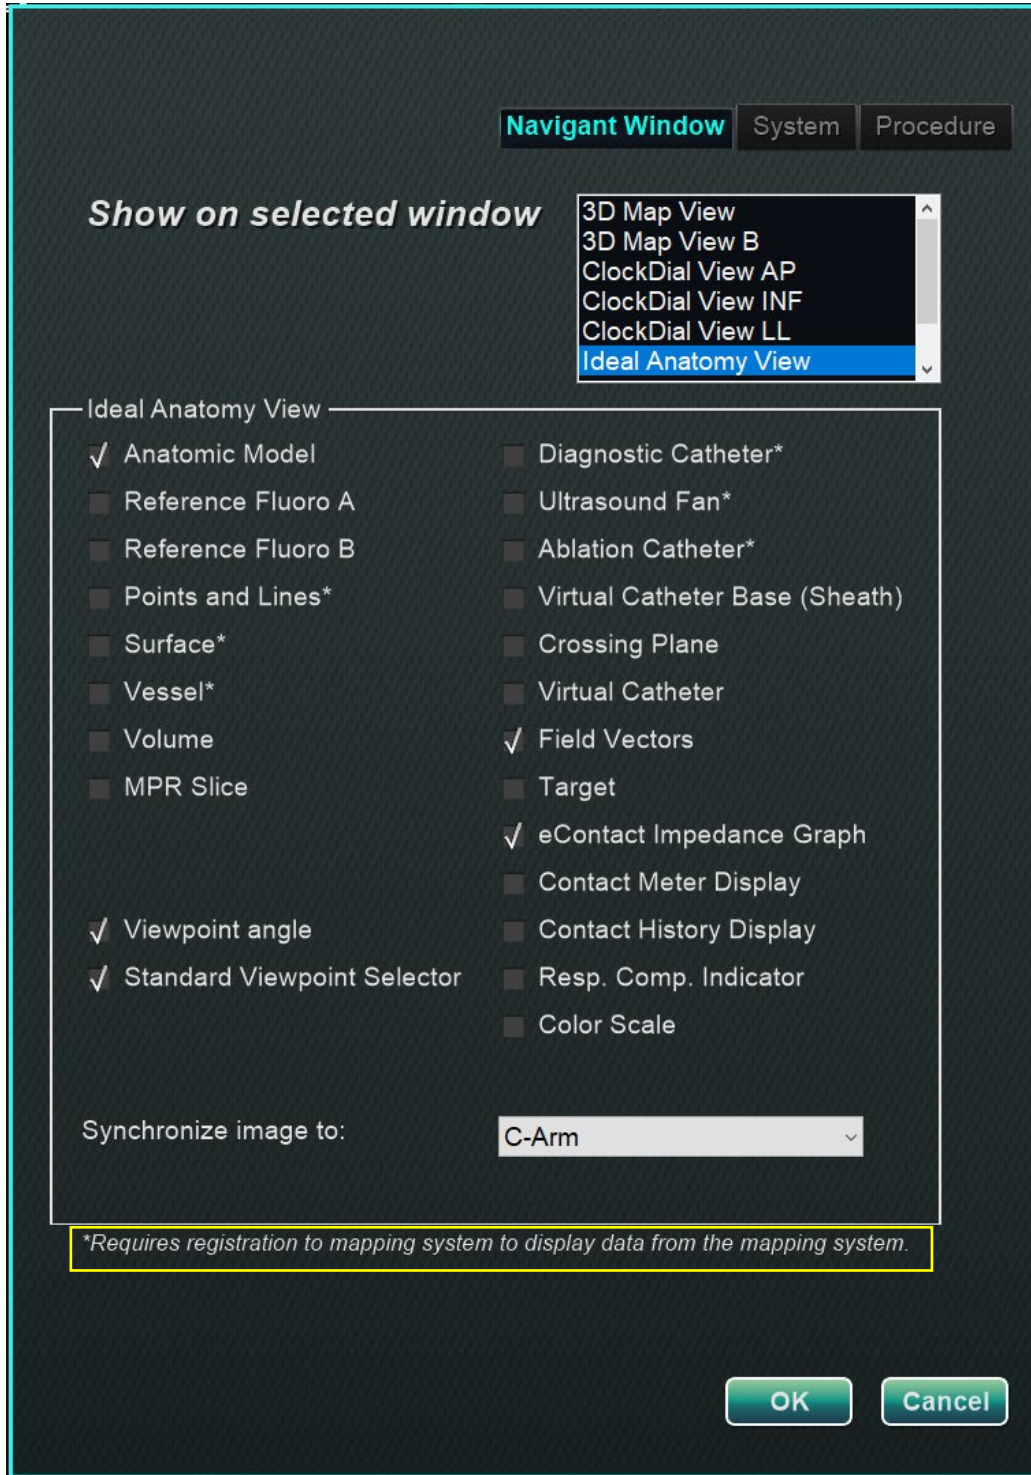 Navigant Window System Procedure
Show on selected window
3D Map View
3D Map View B
ClockDial View AP
ClockDial View INF
ClockDial View LL
Ideal Anatomy View
Ideal Anatomy View
Anatomic Model
Reference Fluoro A
Reference Fluoro B
Points and Lines*
Surface*
Vessel*
Volume
MPR Slice
Viewpoint angle
Standard Viewpoint Selector
Diagnostic Catheter*
Ultrasound Fan*
Ablation Catheter*
Virtual Catheter Base (Sheath)
Crossing Plane
Virtual Catheter
Field Vectors
Target
eContact Impedance Graph
Contact Meter Display
Contact History Display
Resp. Comp. Indicator
Color Scale
Synchronize image to: C-Arm
*Requires registration to mapping system to display data from the mapping system.
OK Cancel